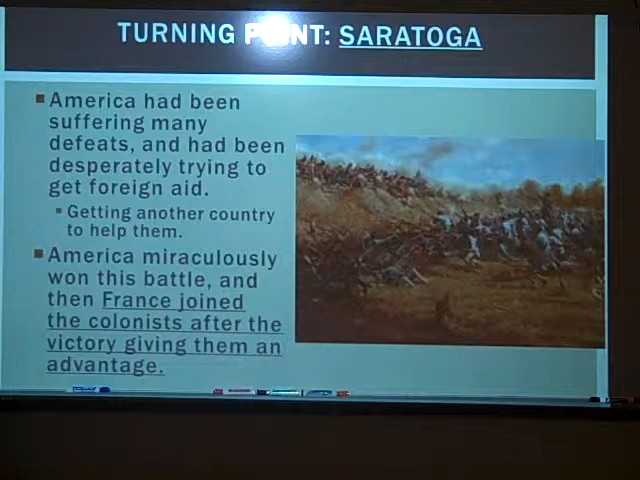 TURNING POINT: SARATOGA
America had been
suffering many
defeats, and had been
desperately trying to
get foreign aid.
Getting another country
to help them.
America miraculously
won this battle, and
then France joined
the colonists after the
victory giving them an
advantage.